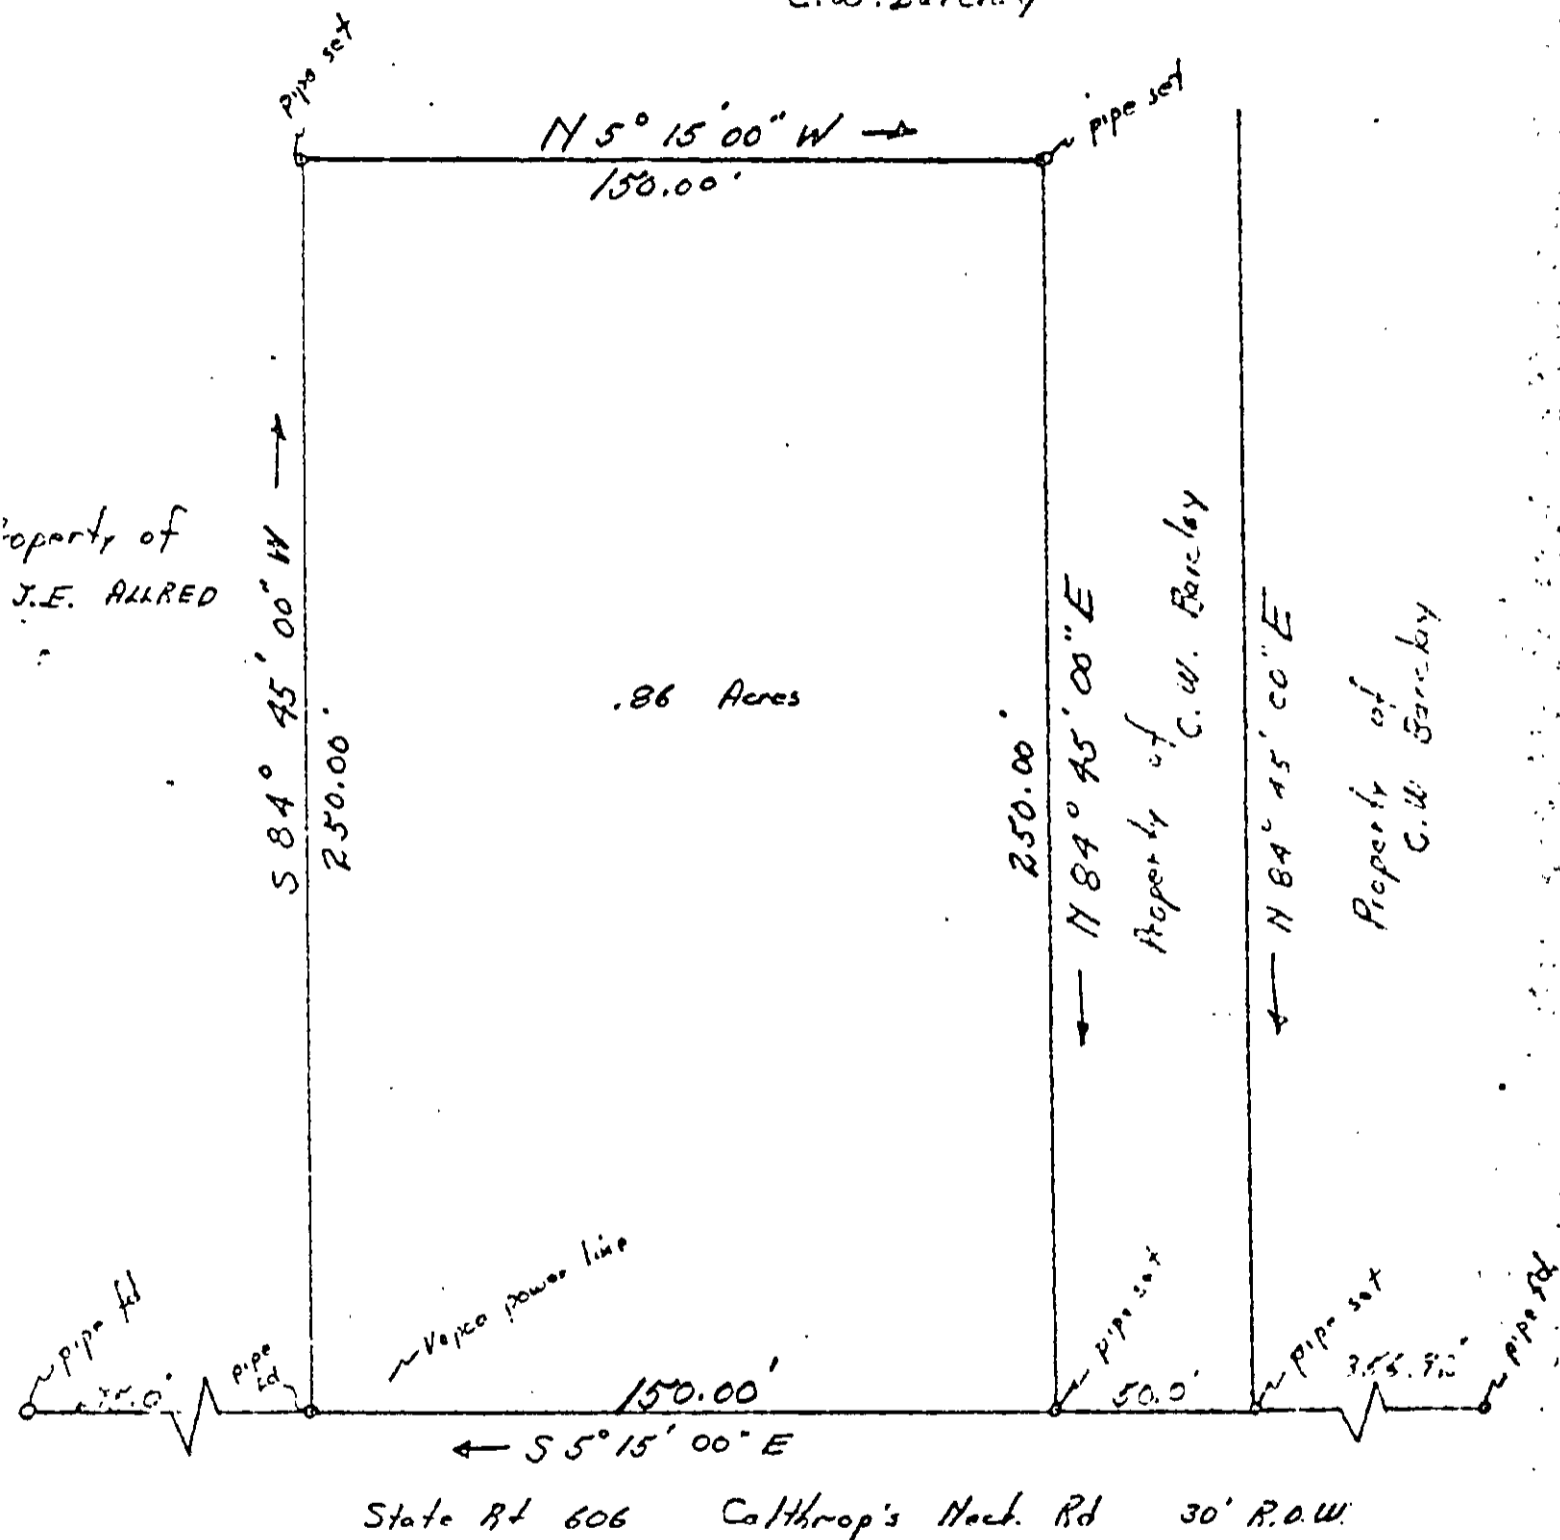 pipe set
N 5° 15' 00" W
pipe set
150.00'
S 84° 45' 00" W
250.00'
of
J.E. ALLRED
.86 Acres
250.00'
N 84° 45' 00" E
Property of
C.W. Barclay
N 84° 45' 00" E
Property of
C.W. Barclay
pipe fd
pipe fd
Vepco power line
150.00'
pipe set
50.0'
pipe set
pipe fd
S 5° 15' 00" E
State Rt 606 Calthrop's Neck Rd 30' R.O.W.